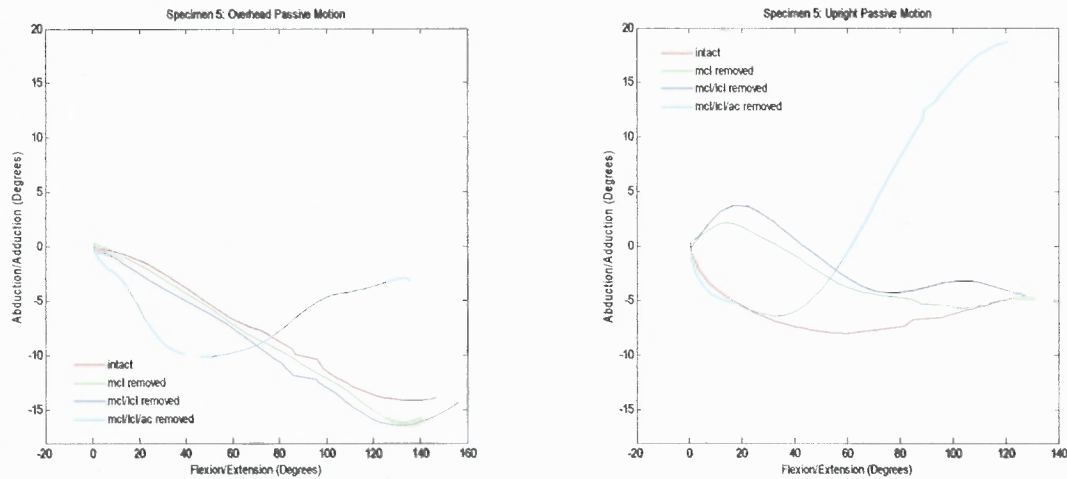 Specimen 5: Overhead Passive Motion
20
15
10
5
0
-5
-10
-15
Abduction/Adduction (Degrees)
intact
mcl removed
mcl/lcl removed
mcl/lcl/ac removed
-20 0 20 40 60 80 100 120 140 160
Flexion/Extension (Degrees)
Specimen 5: Upright Passive Motion
20
15
10
5
0
-5
-10
-15
Abduction/Adduction (Degrees)
intact
mcl removed
mcl/lcl removed
mcl/lcl/ac removed
-20 0 20 40 60 80 100 120 140
Flexion/Extension (Degrees)